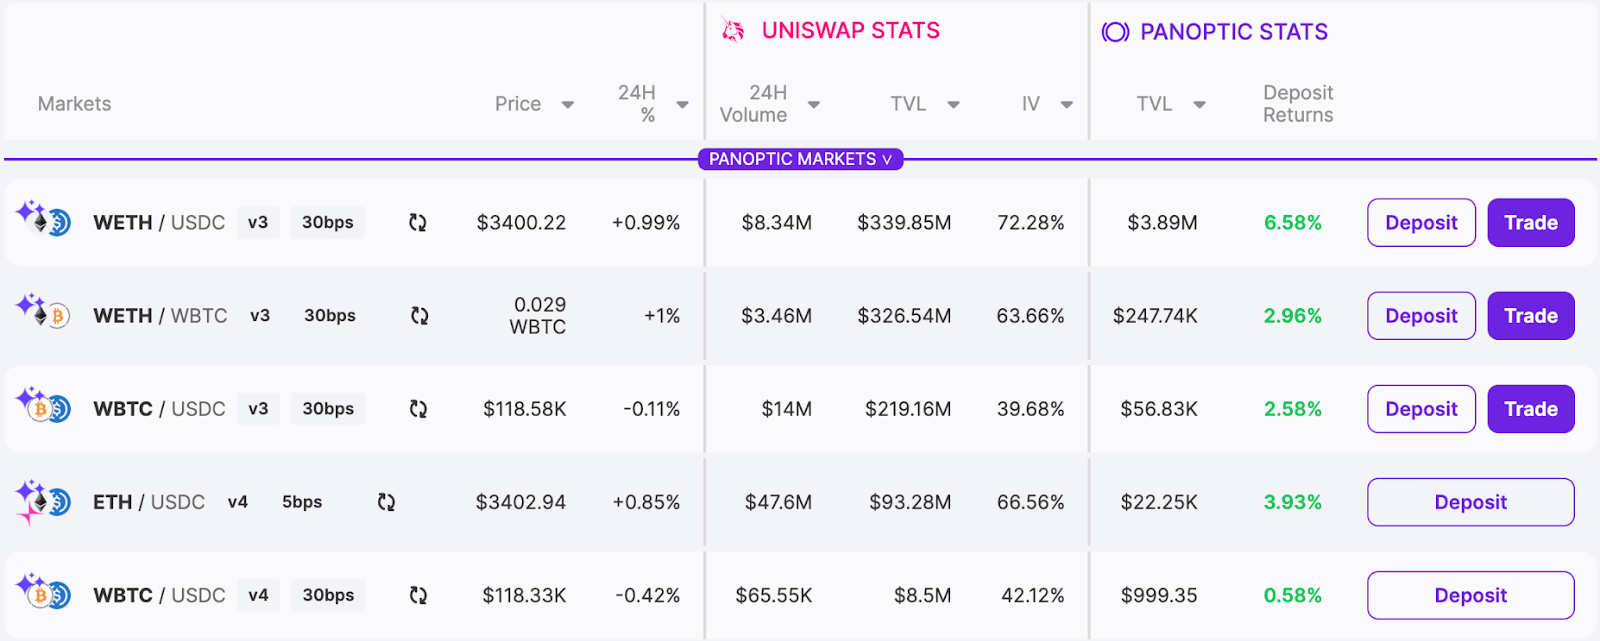 UNISWAP STATS
PANOPTIC STATS
Markets
Price
24H %
24H Volume
TVL
IV
TVL
Deposit Returns
PANOPTIC MARKETS
WETH / USDC v3 30bps $3400.22 +0.99% $8.34M $339.85M 72.28% $3.89M 6.58% Deposit Trade
WETH / WBTC v3 30bps 0.029 WBTC +1% $3.46M $326.54M 63.66% $247.74K 2.96% Deposit Trade
WBTC / USDC v3 30bps $118.58K -0.11% $14M $219.16M 39.68% $56.83K 2.58% Deposit Trade
ETH / USDC v4 5bps $3402.94 +0.85% $47.6M $93.28M 66.56% $22.25K 3.93% Deposit
WBTC / USDC v4 30bps $118.33K -0.42% $65.55K $8.5M 42.12% $999.35 0.58% Deposit